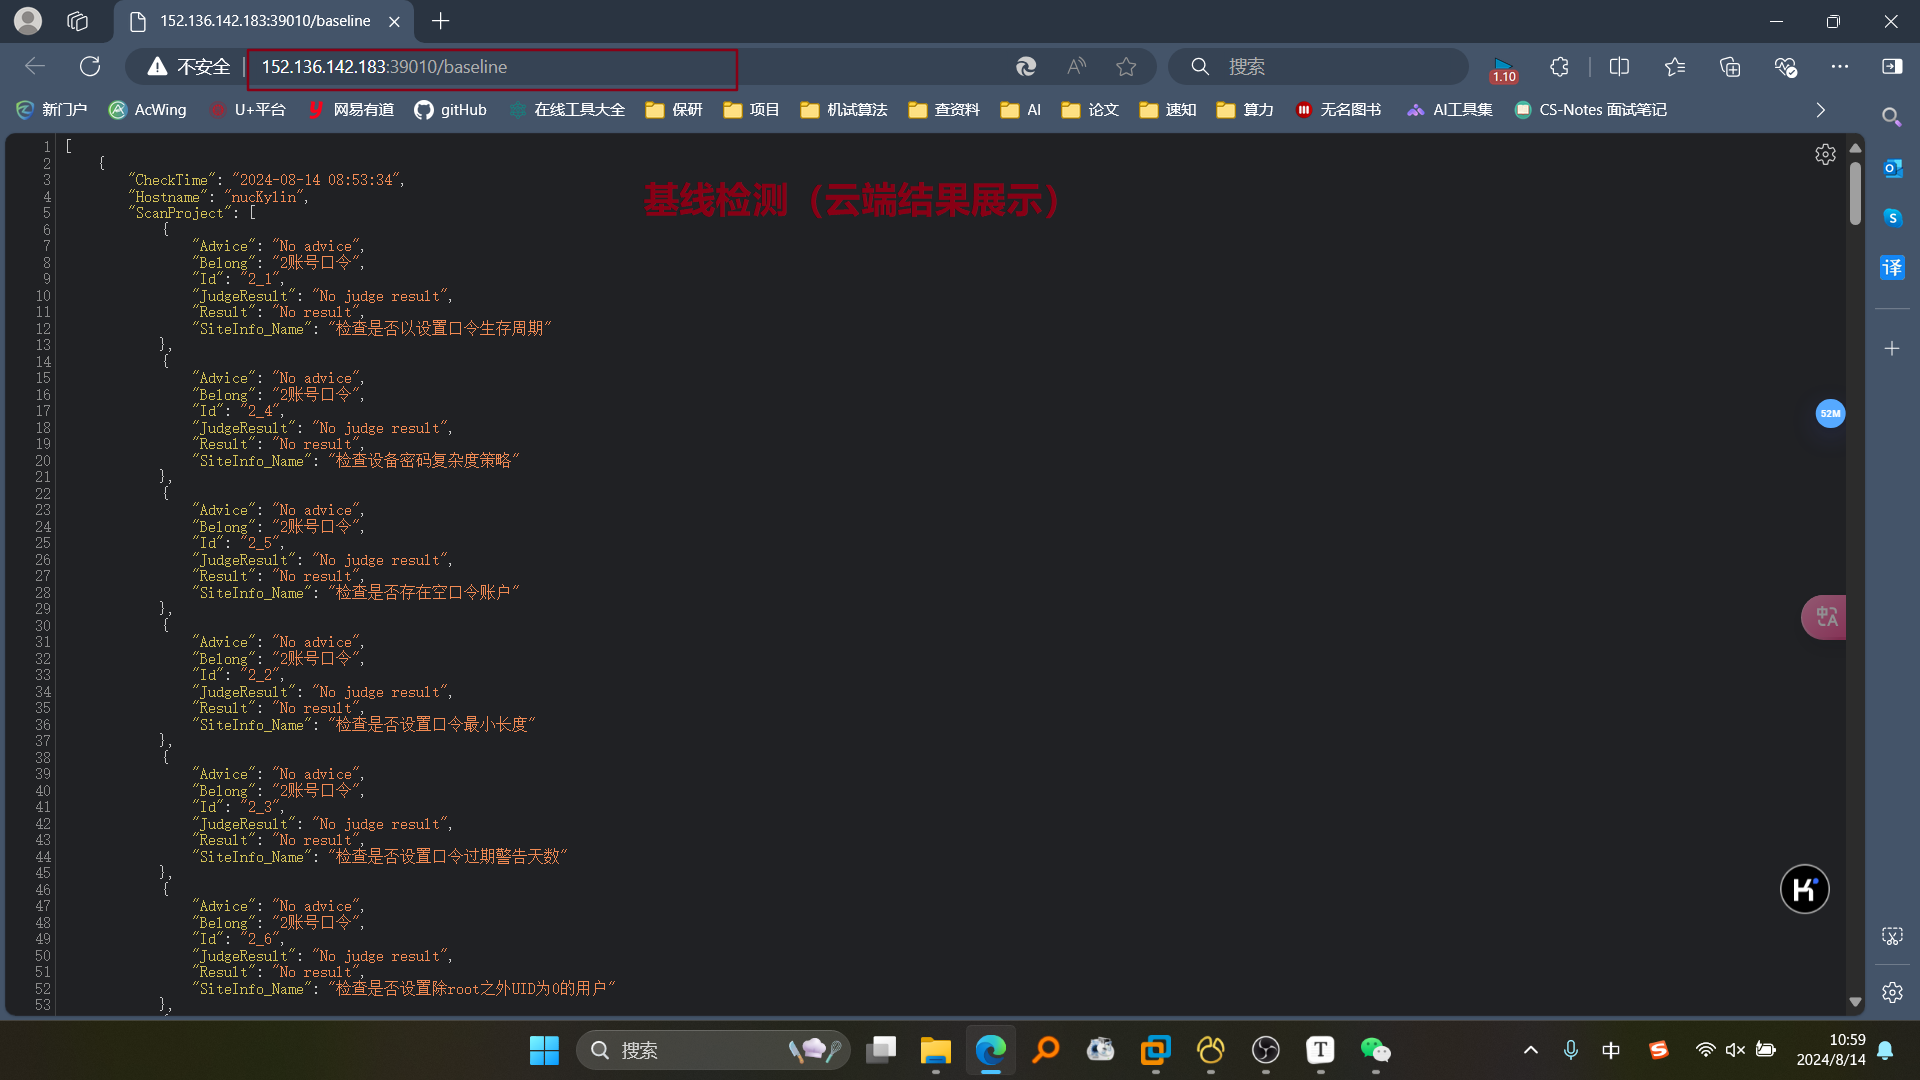 152.136.142.183:39010/baseline
不安全 152.136.142.183:39010/baseline 搜索 1.10
新门户 AcWing U+平台 网易有道 gitHub 在线工具大全 保研 项目 机试算法 查资料 AI 论文 速知 算力 无名图书 AI工具集 CS-Notes 面试笔记
基线检测（云端结果展示）
1 [
2 {
3 "CheckTime": "2024-08-14 08:53:34",
4 "Hostname": "nucKylin",
5 "ScanProject": [
6 {
7 "Advice": "No advice",
8 "Belong": "2账号口令",
9 "Id": "2_1",
10 "JudgeResult": "No judge result",
11 "Result": "No result",
12 "SiteInfo_Name": "检查是否以设置口令生存周期"
13 },
14 {
15 "Advice": "No advice",
16 "Belong": "2账号口令",
17 "Id": "2_4",
18 "JudgeResult": "No judge result",
19 "Result": "No result",
20 "SiteInfo_Name": "检查设备密码复杂度策略"
21 },
22 {
23 "Advice": "No advice",
24 "Belong": "2账号口令",
25 "Id": "2_5",
26 "JudgeResult": "No judge result",
27 "Result": "No result",
28 "SiteInfo_Name": "检查是否存在空口令账户"
29 },
30 {
31 "Advice": "No advice",
32 "Belong": "2账号口令",
33 "Id": "2_2",
34 "JudgeResult": "No judge result",
35 "Result": "No result",
36 "SiteInfo_Name": "检查是否设置口令最小长度"
37 },
38 {
39 "Advice": "No advice",
40 "Belong": "2账号口令",
41 "Id": "2_3",
42 "JudgeResult": "No judge result",
43 "Result": "No result",
44 "SiteInfo_Name": "检查是否设置口令过期警告天数"
45 },
46 {
47 "Advice": "No advice",
48 "Belong": "2账号口令",
49 "Id": "2_6",
50 "JudgeResult": "No judge result",
51 "Result": "No result",
52 "SiteInfo_Name": "检查是否设置除root之外UID为0的用户"
53 },
译
52M
搜索
中
10:59
2024/8/14